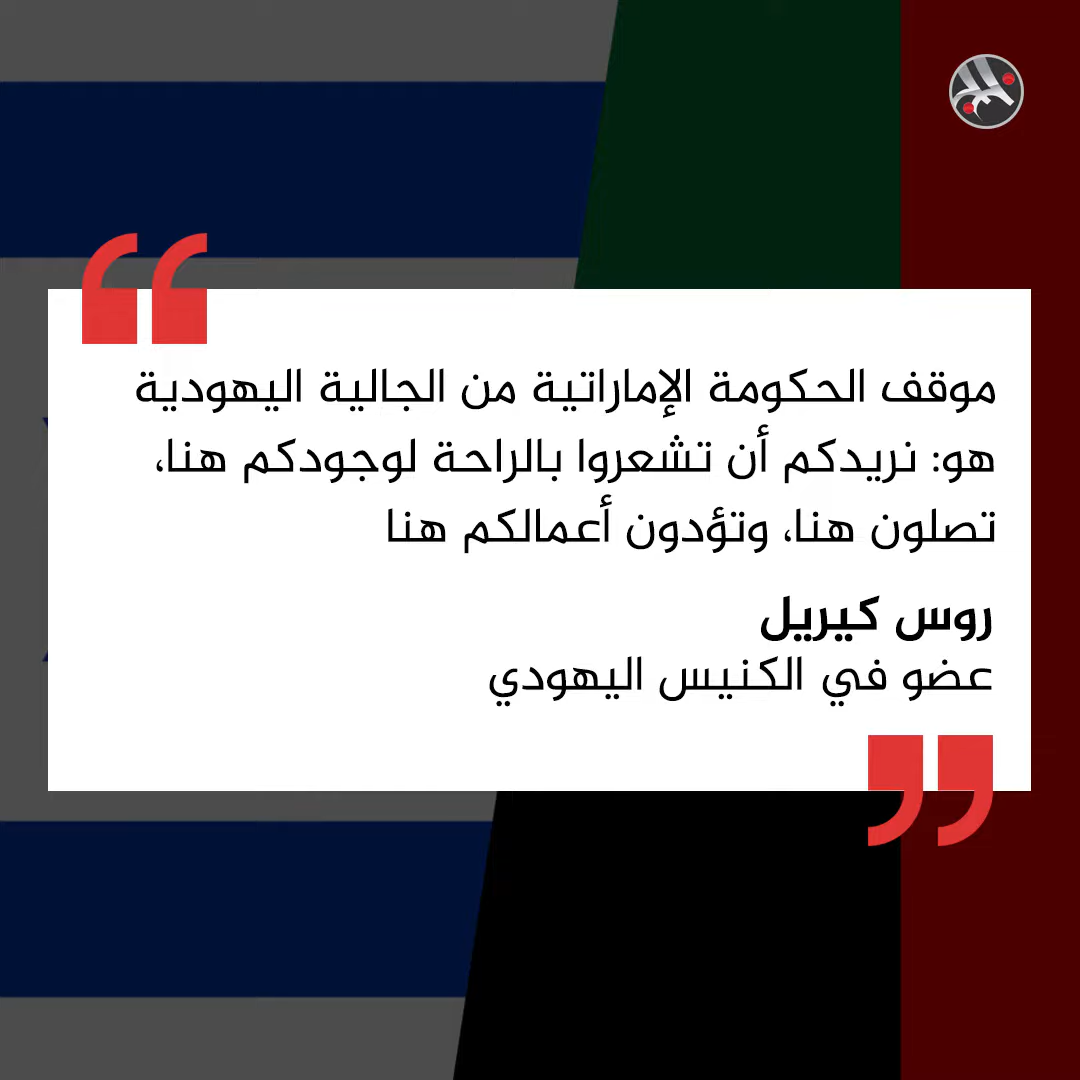 موقف الحكومة الإماراتية من الجالية اليهودية
هو: نريدكم أن تشعروا بالراحة لوجودكم هنا،
تصلون هنا، وتؤدون أعمالكم هنا
روس كيريل
عضو في الكنيس اليهودي